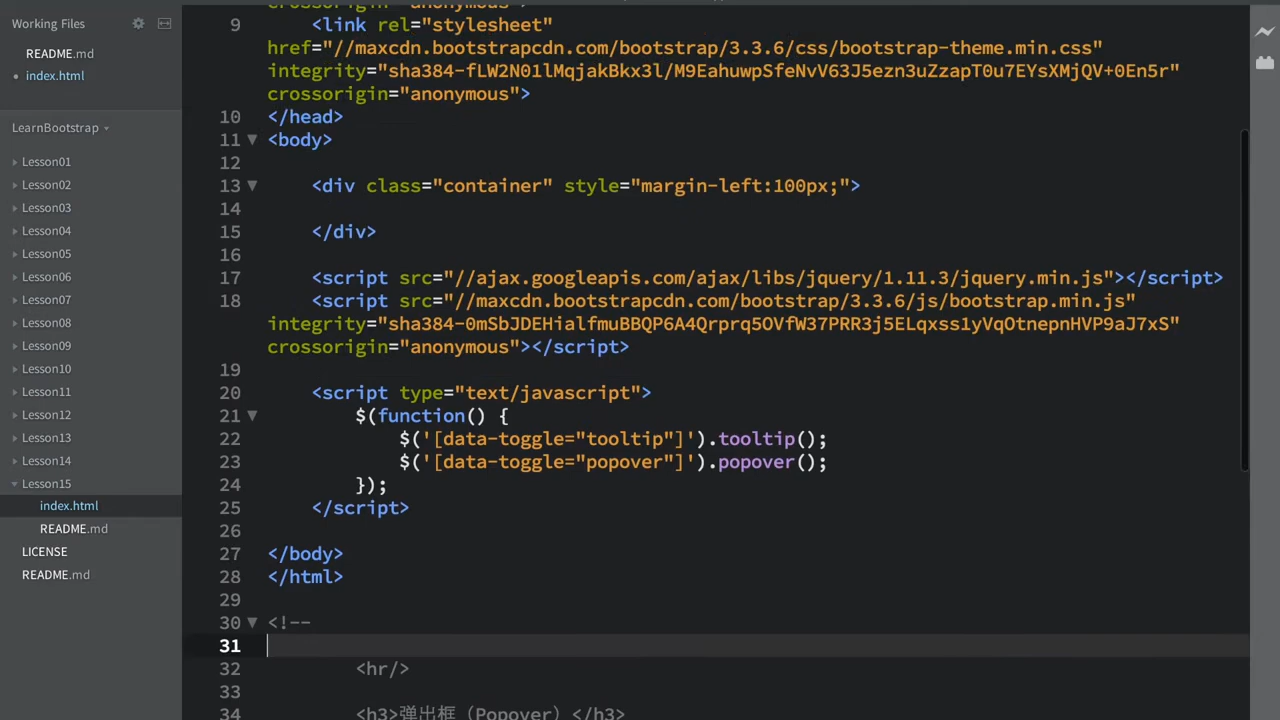 Working Files
README.md
index.html
LearnBootstrap
Lesson01
Lesson02
Lesson03
Lesson04
Lesson05
Lesson06
Lesson07
Lesson08
Lesson09
Lesson10
Lesson11
Lesson12
Lesson13
Lesson14
Lesson15
index.html
README.md
LICENSE
README.md
crossorigin="anonymous">
9 <link rel="stylesheet"
href="//maxcdn.bootstrapcdn.com/bootstrap/3.3.6/css/bootstrap-theme.min.css"
integrity="sha384-fLW2N01lMqjakBkx3l/M9EahuwpSfeNvV63J5ezn3uZzapT0u7EYsXMjQV+0En5r"
crossorigin="anonymous">
10 </head>
11 <body>
12
13 <div class="container" style="margin-left:100px;">
14
15 </div>
16
17 <script src="//ajax.googleapis.com/ajax/libs/jquery/1.11.3/jquery.min.js"></script>
18 <script src="//maxcdn.bootstrapcdn.com/bootstrap/3.3.6/js/bootstrap.min.js"
integrity="sha384-0mSbJDEHialfmuBBQP6A4Qrprq5OVfW37PRR3j5ELqxss1yVqOtnepnHVP9aJ7xS"
crossorigin="anonymous"></script>
19
20 <script type="text/javascript">
21 $(function() {
22 $('[data-toggle="tooltip"]').tooltip();
23 $('[data-toggle="popover"]').popover();
24 });
25 </script>
26
27 </body>
28 </html>
29
30 <!--
31
32 <hr/>
33
34 <h3>弹出框（Popover）</h3>